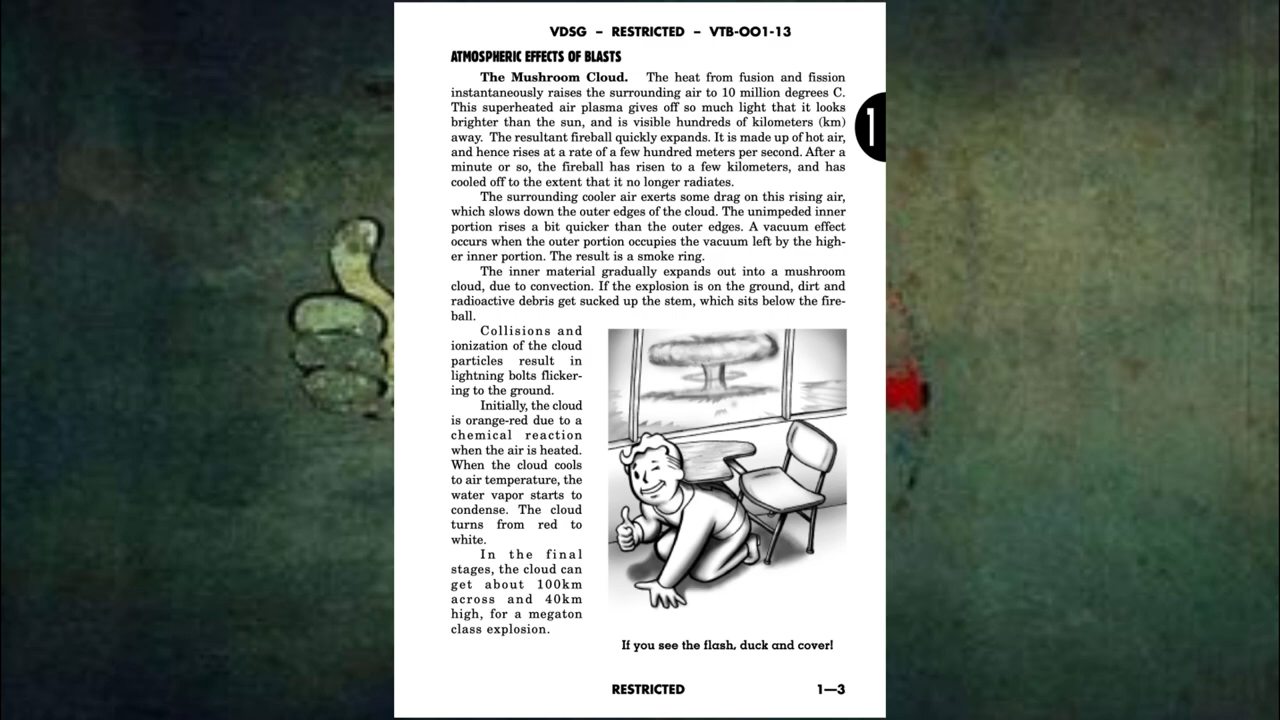 VDSG – RESTRICTED – VTB-OO1-13
ATMOSPHERIC EFFECTS OF BLASTS
The Mushroom Cloud. The heat from fusion and fission
instantaneously raises the surrounding air to 10 million degrees C.
This superheated air plasma gives off so much light that it looks
brighter than the sun, and is visible hundreds of kilometers (km)
away. The resultant fireball quickly expands. It is made up of hot air,
and hence rises at a rate of a few hundred meters per second. After a
minute or so, the fireball has risen to a few kilometers, and has
cooled off to the extent that it no longer radiates.
The surrounding cooler air exerts some drag on this rising air,
which slows down the outer edges of the cloud. The unimpeded inner
portion rises a bit quicker than the outer edges. A vacuum effect
occurs when the outer portion occupies the vacuum left by the high-
er inner portion. The result is a smoke ring.
The inner material gradually expands out into a mushroom
cloud, due to convection. If the explosion is on the ground, dirt and
radioactive debris get sucked up the stem, which sits below the fire-
ball.
Collisions and
ionization of the cloud
particles result in
lightning bolts flicker-
ing to the ground.
Initially, the cloud
is orange-red due to a
chemical reaction
when the air is heated.
When the cloud cools
to air temperature, the
water vapor starts to
condense. The cloud
turns from red to
white.
In the final
stages, the cloud can
get about 100km
across and 40km
high, for a megaton
class explosion.
1
If you see the flash, duck and cover!
RESTRICTED 1—3